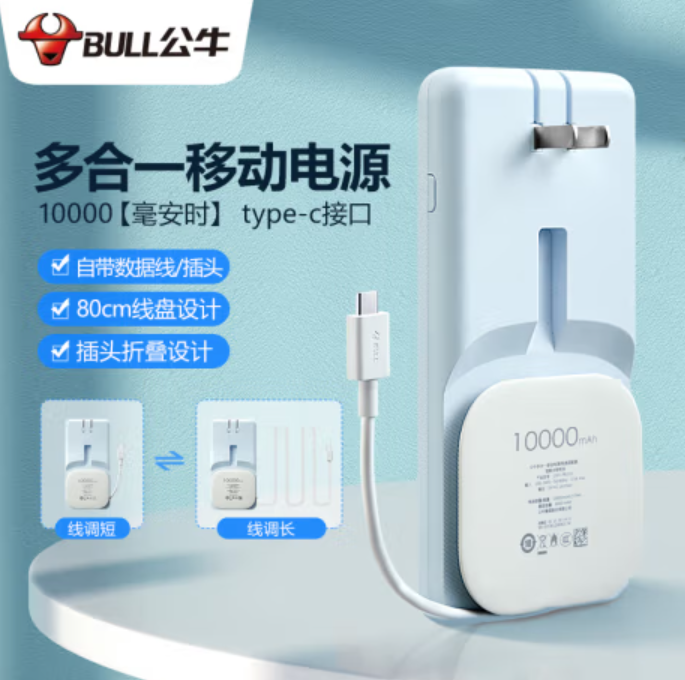 BULL公牛
多合一移动电源
10000【毫安时】 type-c接口
自带数据线/插头
80cm线盘设计
插头折叠设计
10000mAh
线调短
线调长